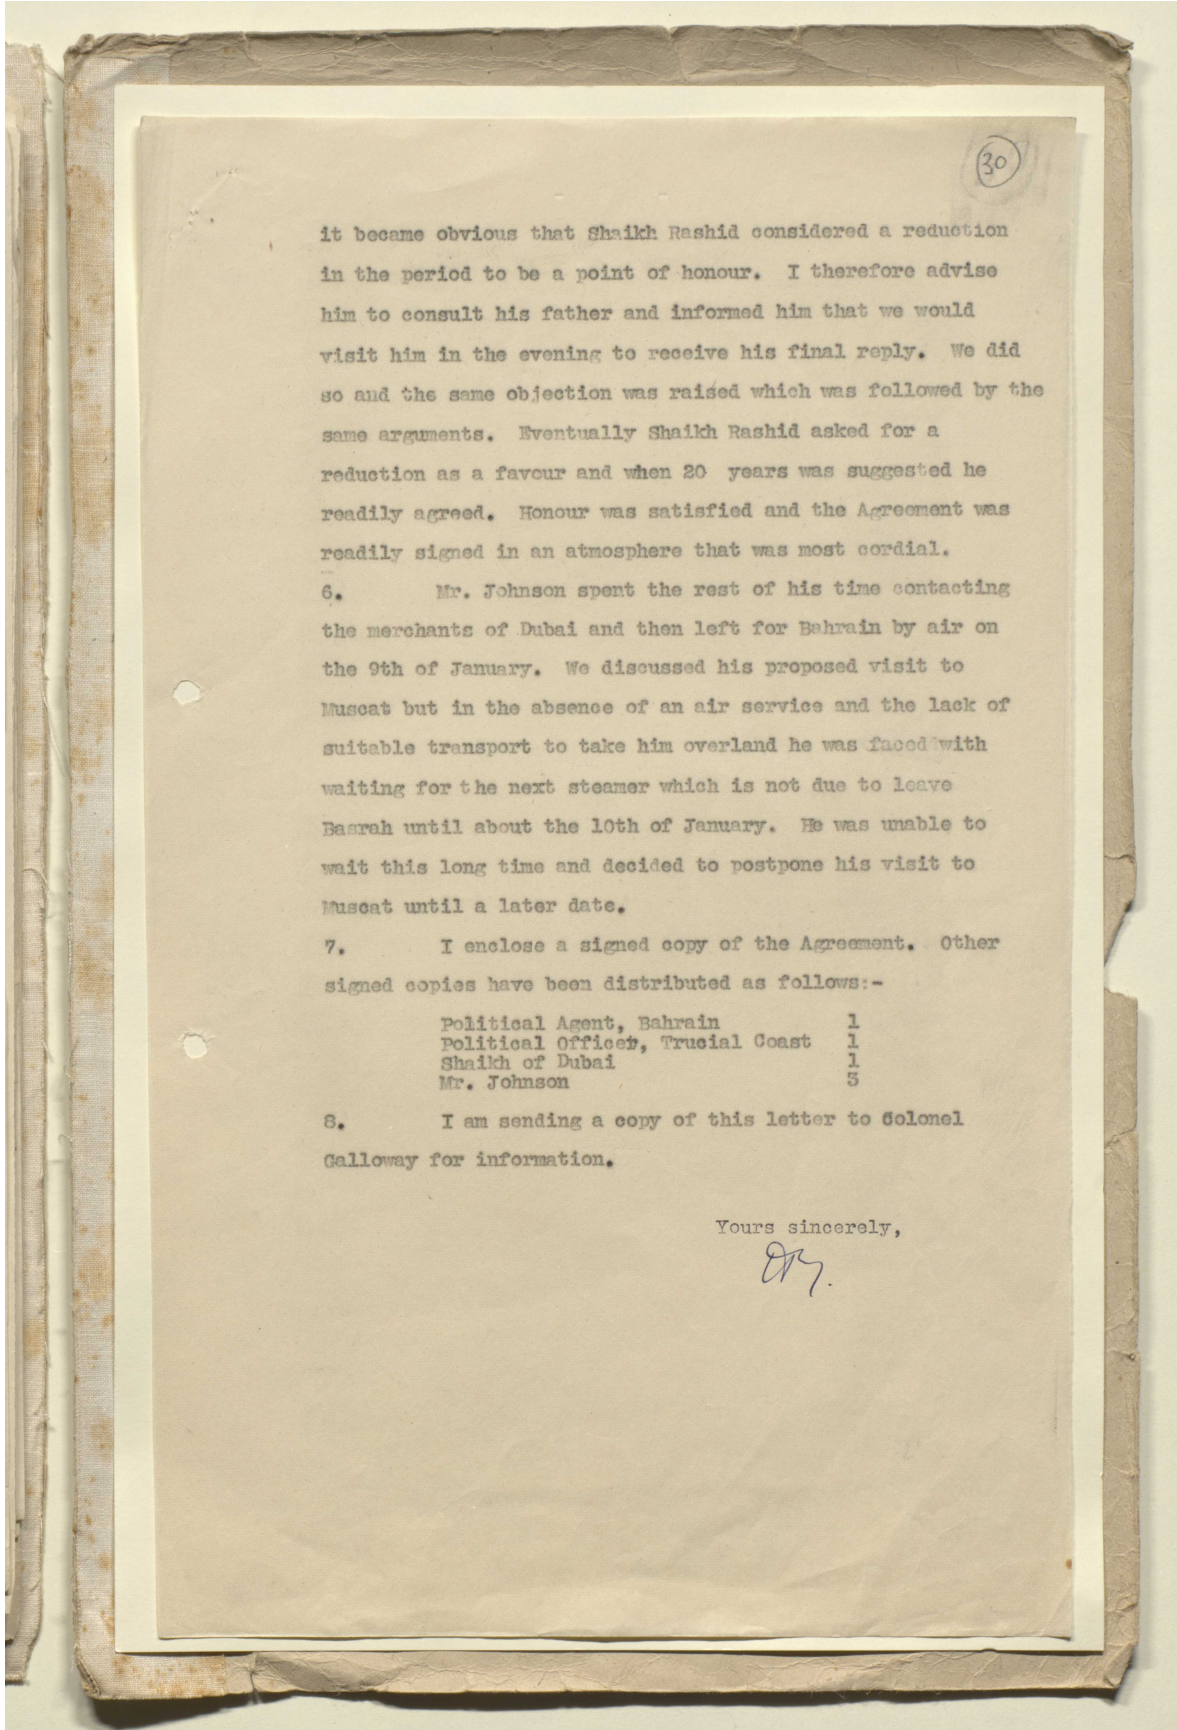 30
it became obvious that Shaikh Rashid considered a reduction
in the period to be a point of honour. I therefore advise
him to consult his father and informed him that we would
visit him in the evening to receive his final reply. We did
so and the same objection was raised which was followed by the
same arguments. Eventually Shaikh Rashid asked for a
reduction as a favour and when 20 years was suggested he
readily agreed. Honour was satisfied and the Agreement was
readily signed in an atmosphere that was most cordial.
6. Mr. Johnson spent the rest of his time contacting
the merchants of Dubai and then left for Bahrain by air on
the 9th of January. We discussed his proposed visit to
Muscat but in the absence of an air service and the lack of
suitable transport to take him overland he was faced with
waiting for the next steamer which is not due to leave
Basrah until about the 10th of January. He was unable to
wait this long time and decided to postpone his visit to
Muscat until a later date.
7. I enclose a signed copy of the Agreement. Other
signed copies have been distributed as follows:-
Political Agent, Bahrain 1
Political Officer, Trucial Coast 1
Shaikh of Dubai 1
Mr. Johnson 3
8. I am sending a copy of this letter to Colonel
Galloway for information.
Yours sincerely,